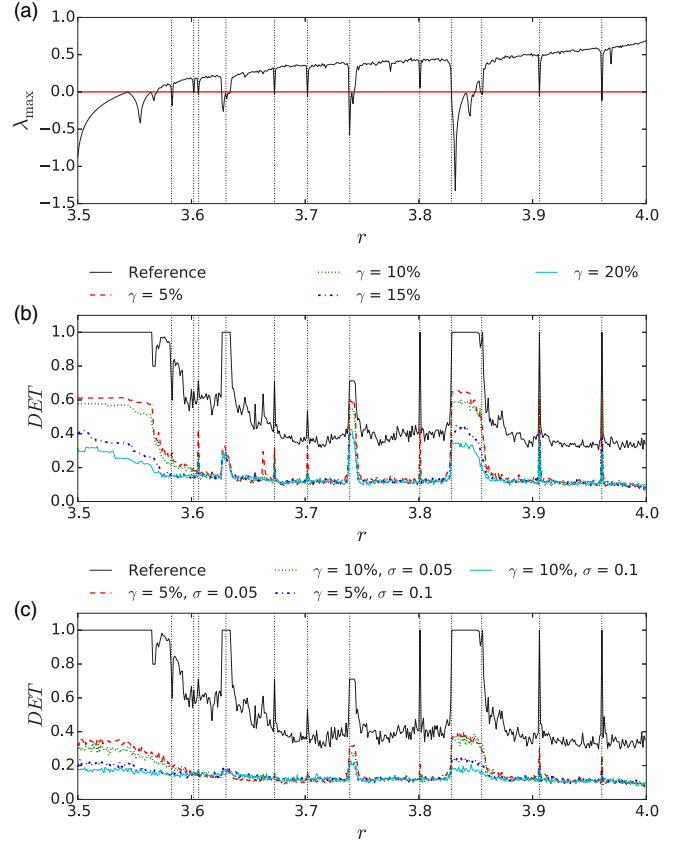 (a)
1.0
0.5
0.0
−0.5
−1.0
−1.5
λmax
3.5 3.6 3.7 3.8 3.9 4.0
r
Reference γ = 10% γ = 20%
γ = 5% γ = 15%
(b)
1.0
0.8
0.6
0.4
0.2
0.0
DET
3.5 3.6 3.7 3.8 3.9 4.0
r
Reference γ = 10%, σ = 0.05 γ = 10%, σ = 0.1
γ = 5%, σ = 0.05 γ = 5%, σ = 0.1
(c)
1.0
0.8
0.6
0.4
0.2
0.0
DET
3.5 3.6 3.7 3.8 3.9 4.0
r